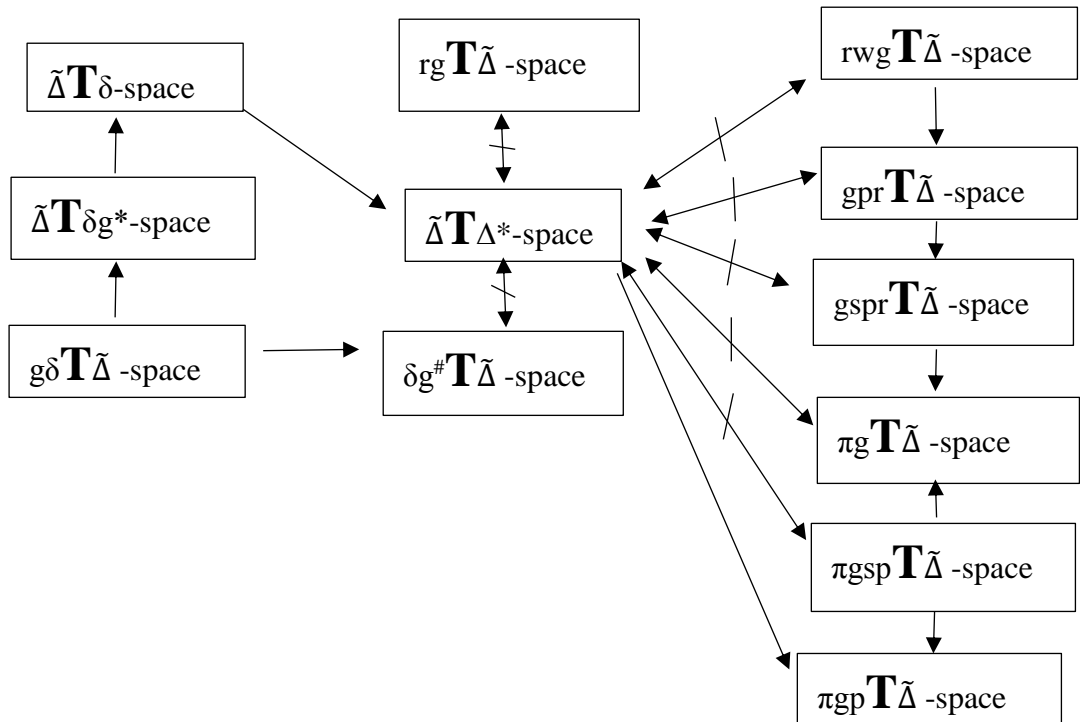 Δ̃Tδ-space
Δ̃Tδg*-space
gδTΔ̃ -space
rgTΔ̃ -space
Δ̃TΔ*-space
δg#TΔ̃ -space
rwgTΔ̃ -space
gprTΔ̃ -space
gsprTΔ̃ -space
πgTΔ̃ -space
πgspTΔ̃ -space
πgpTΔ̃ -space